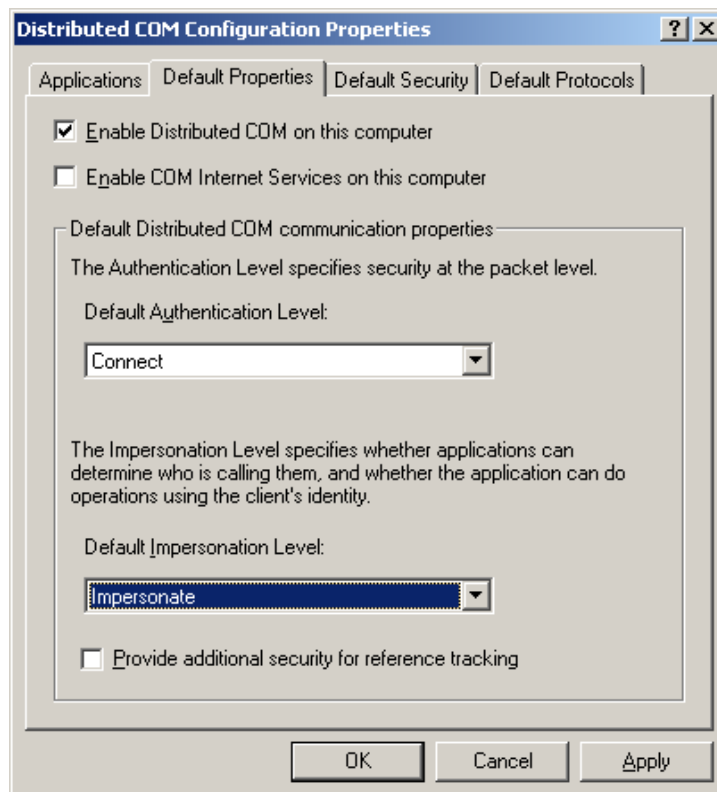 Distributed COM Configuration Properties
Applications Default Properties Default Security Default Protocols
Enable Distributed COM on this computer
Enable COM Internet Services on this computer
Default Distributed COM communication properties
The Authentication Level specifies security at the packet level.
Default Authentication Level:
Connect
The Impersonation Level specifies whether applications can
determine who is calling them, and whether the application can do
operations using the client's identity.
Default Impersonation Level:
Impersonate
Provide additional security for reference tracking
OK Cancel Apply